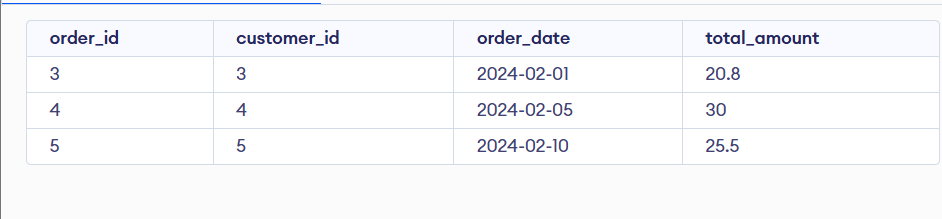 order_id customer_id order_date total_amount
3 3 2024-02-01 20.8
4 4 2024-02-05 30
5 5 2024-02-10 25.5